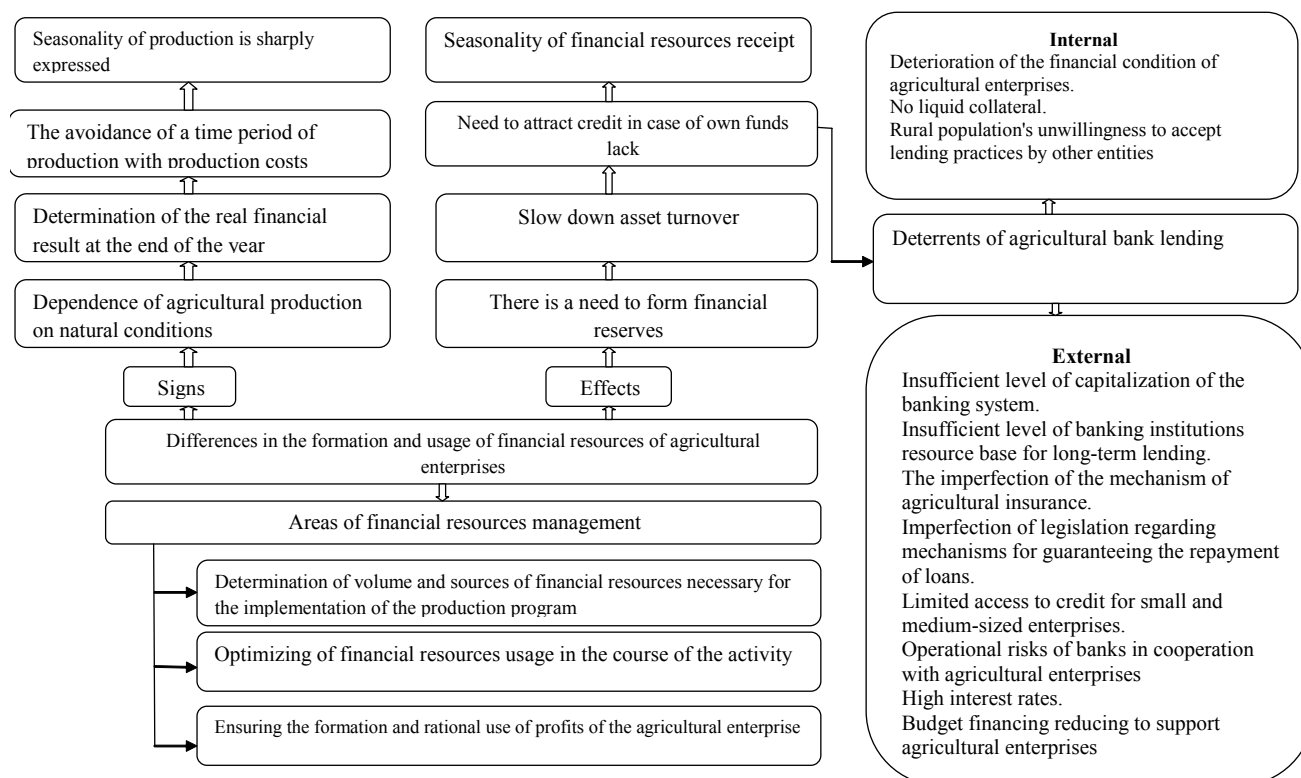 Seasonality of production is sharply
expressed
The avoidance of a time period of
production with production costs
Determination of the real financial
result at the end of the year
Dependence of agricultural production
on natural conditions
Signs
Seasonality of financial resources receipt
Need to attract credit in case of own funds
lack
Slow down asset turnover
There is a need to form financial
reserves
Effects
Differences in the formation and usage of financial resources of agricultural
enterprises
Areas of financial resources management
Determination of volume and sources of financial resources necessary for
the implementation of the production program
Optimizing of financial resources usage in the course of the activity
Ensuring the formation and rational use of profits of the agricultural enterprise
Internal
Deterioration of the financial condition of
agricultural enterprises.
No liquid collateral.
Rural population's unwillingness to accept
lending practices by other entities
Deterrents of agricultural bank lending
External
Insufficient level of capitalization of the
banking system.
Insufficient level of banking institutions
resource base for long-term lending.
The imperfection of the mechanism of
agricultural insurance.
Imperfection of legislation regarding
mechanisms for guaranteeing the repayment
of loans.
Limited access to credit for small and
medium-sized enterprises.
Operational risks of banks in cooperation
with agricultural enterprises
High interest rates.
Budget financing reducing to support
agricultural enterprises